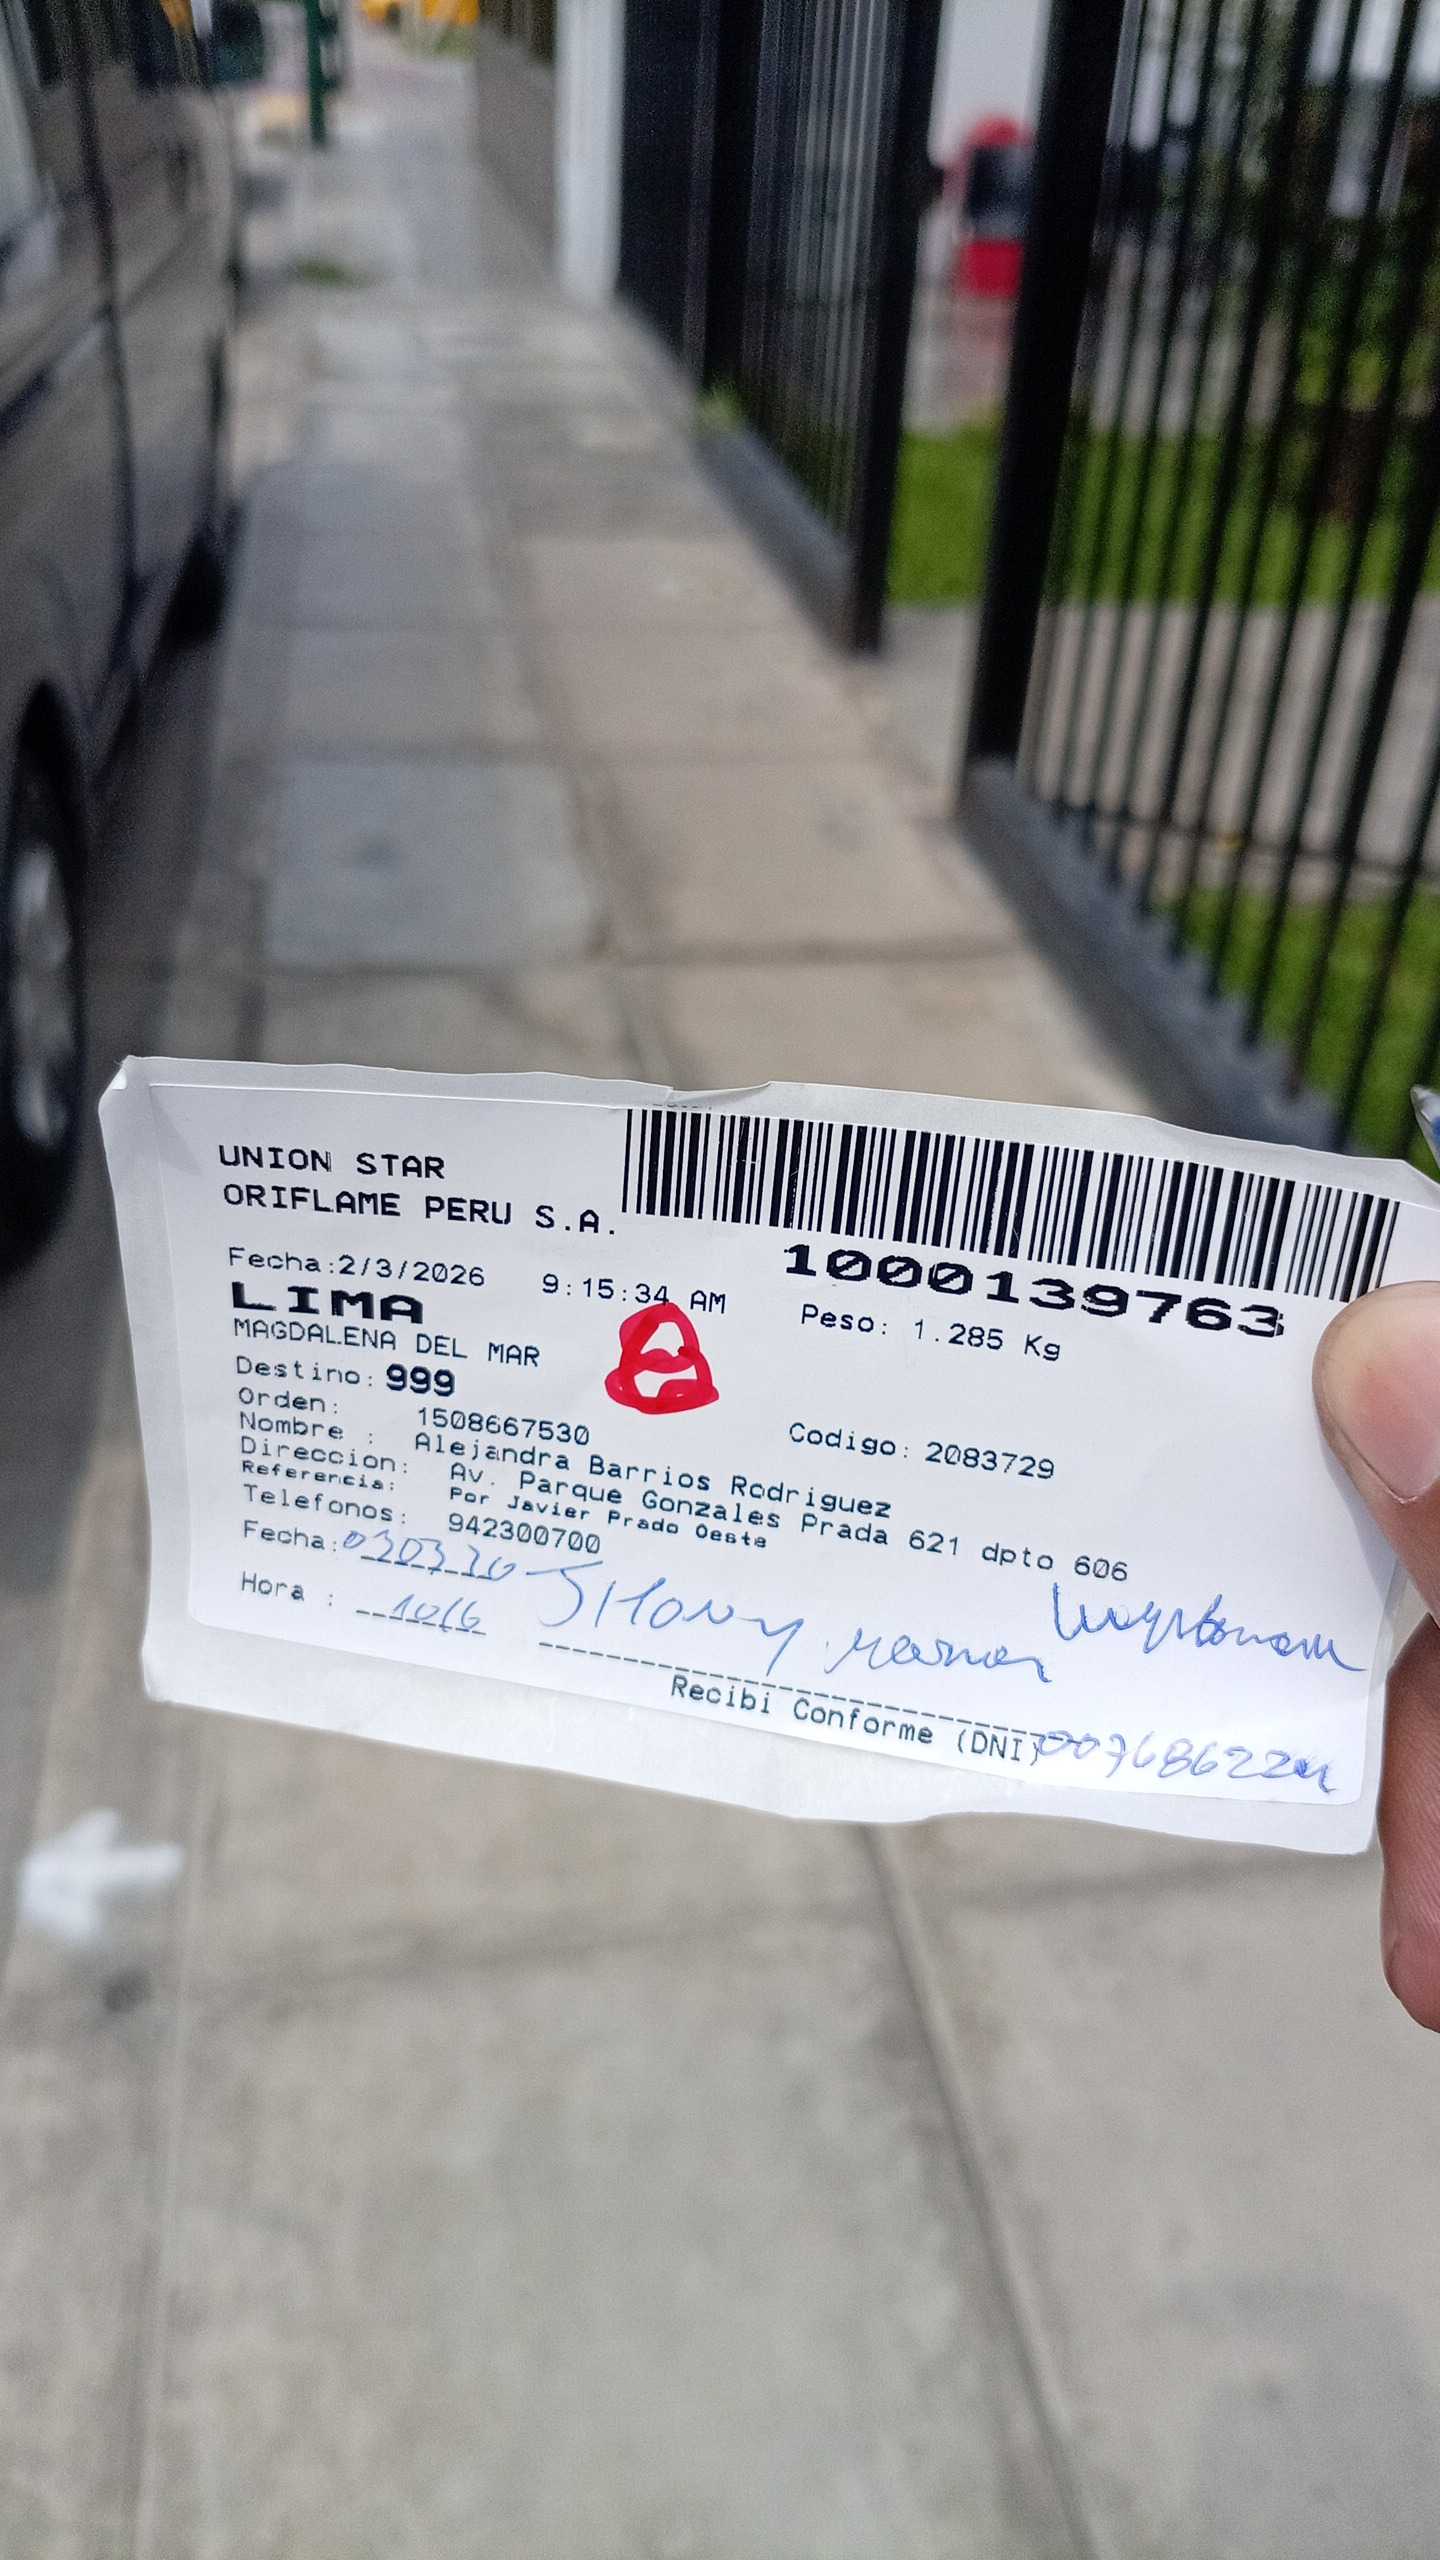 UNION STAR
ORIFLAME PERU S.A.
Fecha:2/3/2026 9:15:34 AM
1000139763
LIMA
Peso: 1.285 Kg
MAGDALENA DEL MAR
Destino: 999
Orden: 1508667530
Codigo: 2083729
Nombre : Alejandra Barrios Rodriguez
Direccion: Av. Parque Gonzales Prada 621 dpto 606
Referencia: Por Javier Prado Oeste
Telefonos: 942300700
Fecha:
Hora :
Recibi Conforme (DNI)